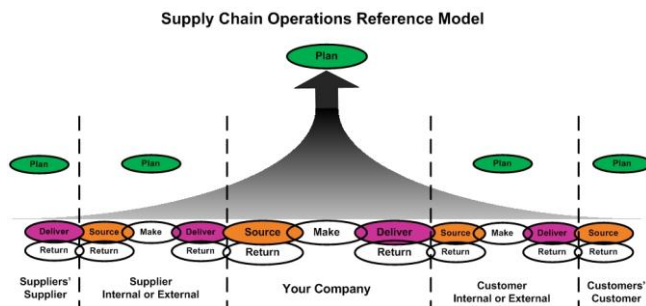 Supply Chain Operations Reference Model
Plan
Plan Plan Plan Plan
Deliver Source Make Deliver Source Make Deliver Source Make Deliver Source
Return Return Return Return Return Return Return Return
Suppliers' Supplier Your Company Customer Customers'
Supplier Internal or External Internal or External Customer